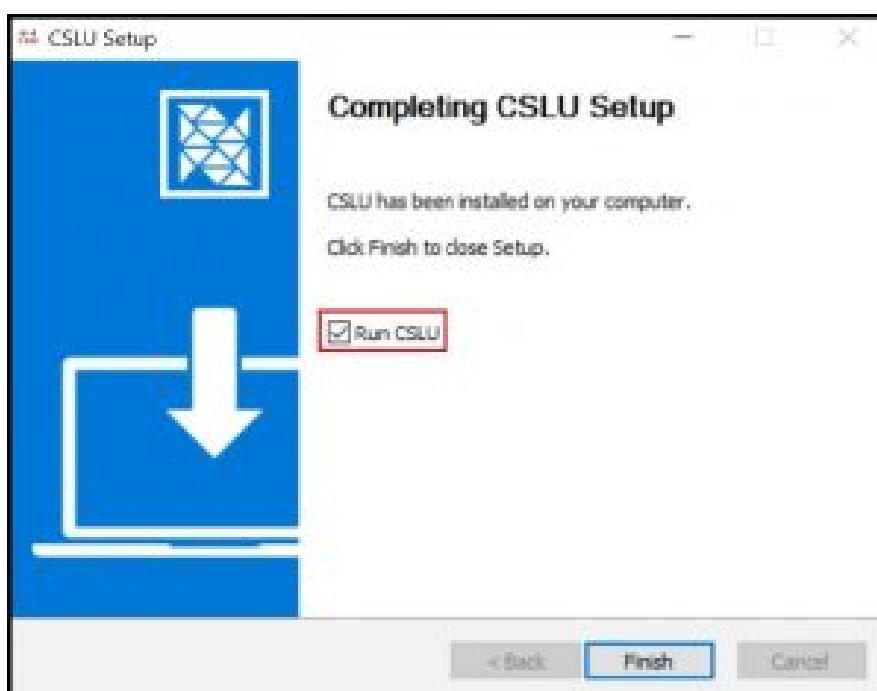 CSLU Setup
Completing CSLU Setup
CSLU has been installed on your computer.
Click Finish to close Setup.
Run CSLU
< Back
Finish
Cancel